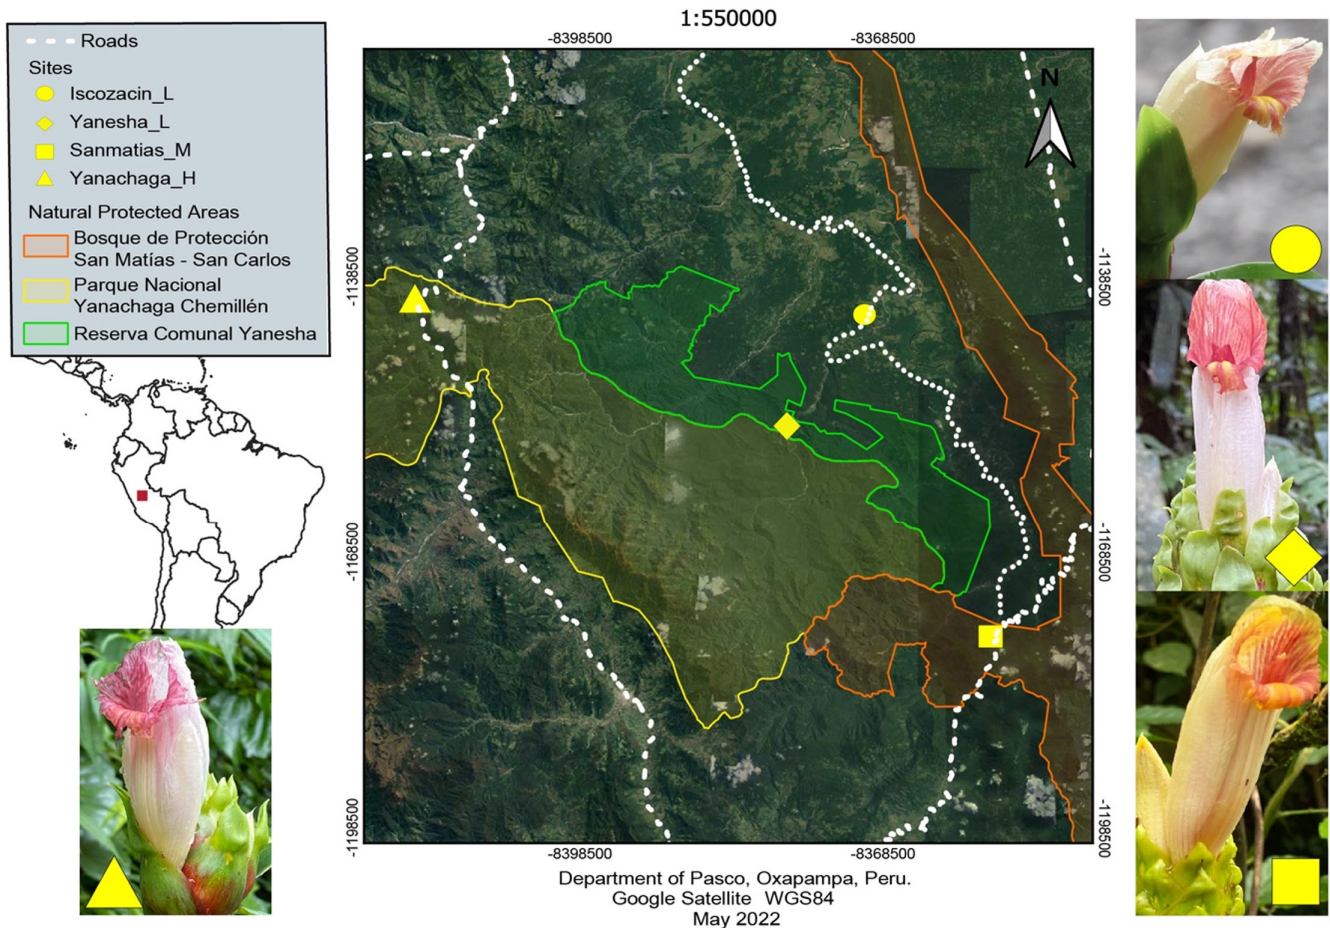 1:550000
Roads
Sites
Iscozacin_L
Yanesha_L
Sanmatias_M
Yanachaga_H
Natural Protected Areas
Bosque de Protección
San Matías - San Carlos
Parque Nacional
Yanachaga Chemillén
Reserva Comunal Yanesha
-8398500
-8368500
N
-1138500
-1138500
-1168500
-1168500
-1198500
-1198500
-8398500
-8368500
Department of Pasco, Oxapampa, Peru.
Google Satellite WGS84
May 2022